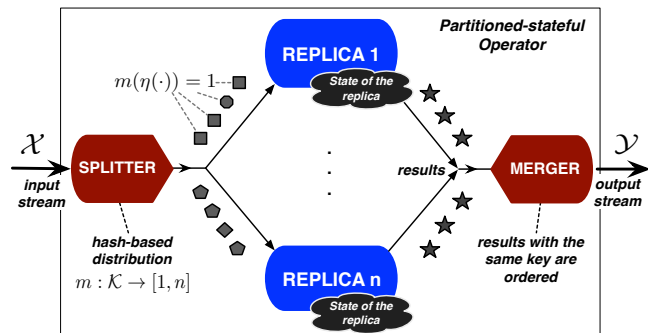 Partitioned-stateful
Operator
REPLICA 1
State of the
replica
m(η(·)) = 1
𝒳
input
stream
SPLITTER
hash-based
distribution
m : 𝒦 → [1, n]
.
.
.
results
MERGER
𝒴
output
stream
results with the
same key are
ordered
REPLICA n
State of the
replica